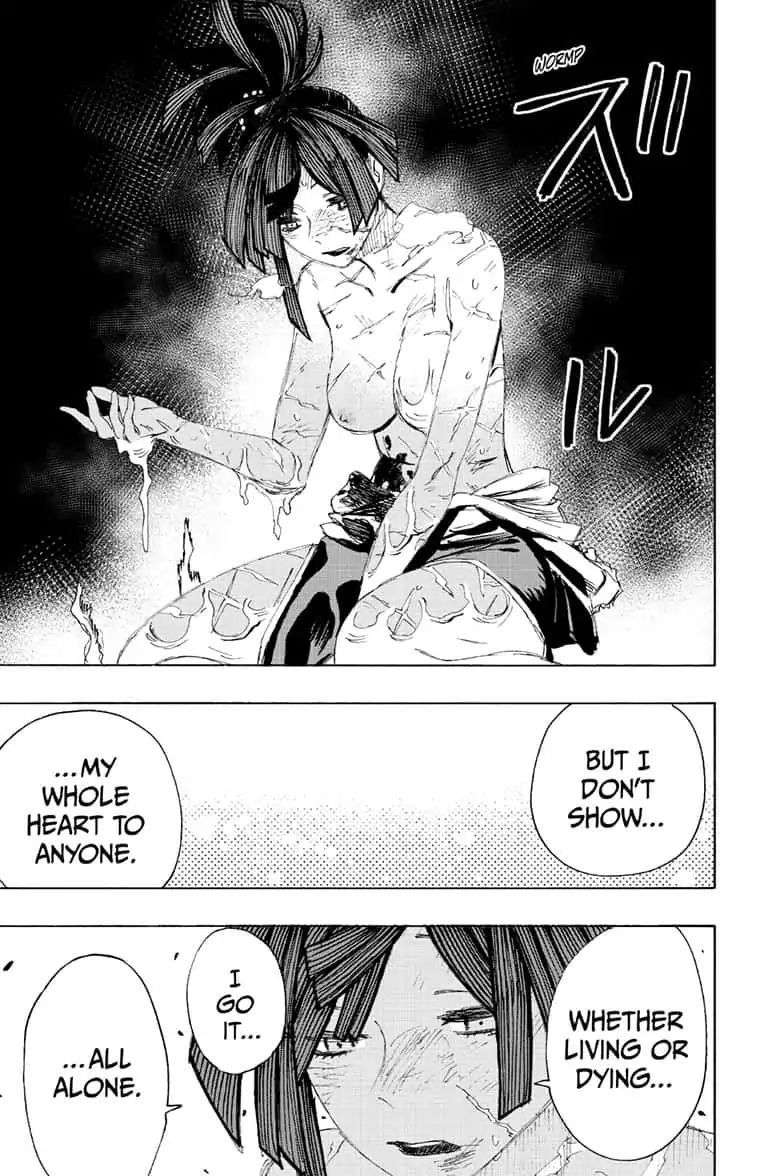 WORMP
ズズ
ル
BUT I
DON'T
SHOW...
...MY
WHOLE
HEART TO
ANYONE.
WHETHER
LIVING OR
DYING...
I
GO
IT...
...ALL
ALONE.